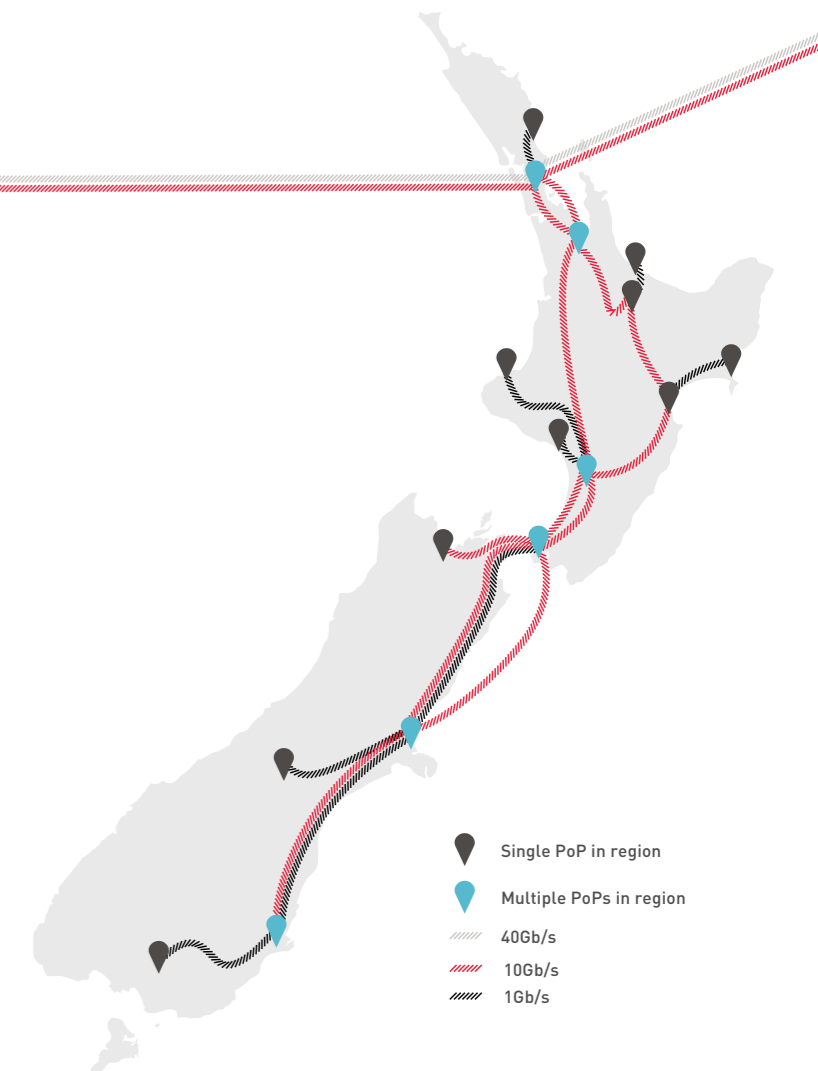 Single PoP in region
Multiple PoPs in region
40Gb/s
10Gb/s
1Gb/s